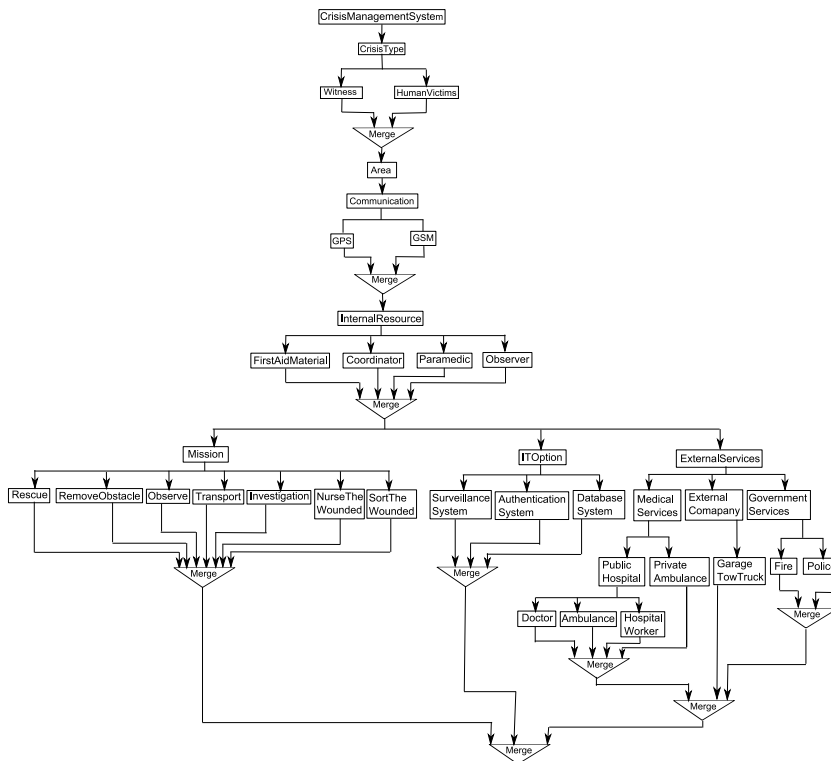 CrisisManagementSystem
CrisisType
Witness
HumanVictims
Merge
Area
Communication
GPS
GSM
Merge
InternalResource
FirstAidMaterial
Coordinator
Paramedic
Observer
Merge
Mission
ITOption
ExternalServices
Rescue
RemoveObstacle
Observe
Transport
Investigation
NurseThe
Wounded
SortThe
Wounded
Surveillance
System
Authentication
System
Database
System
Medical
Services
External
Comapany
Government
Services
Merge
Merge
Public
Hospital
Private
Ambulance
Garage
TowTruck
Fire
Police
Doctor
Ambulance
Hospital
Worker
Merge
Merge
Merge
Merge